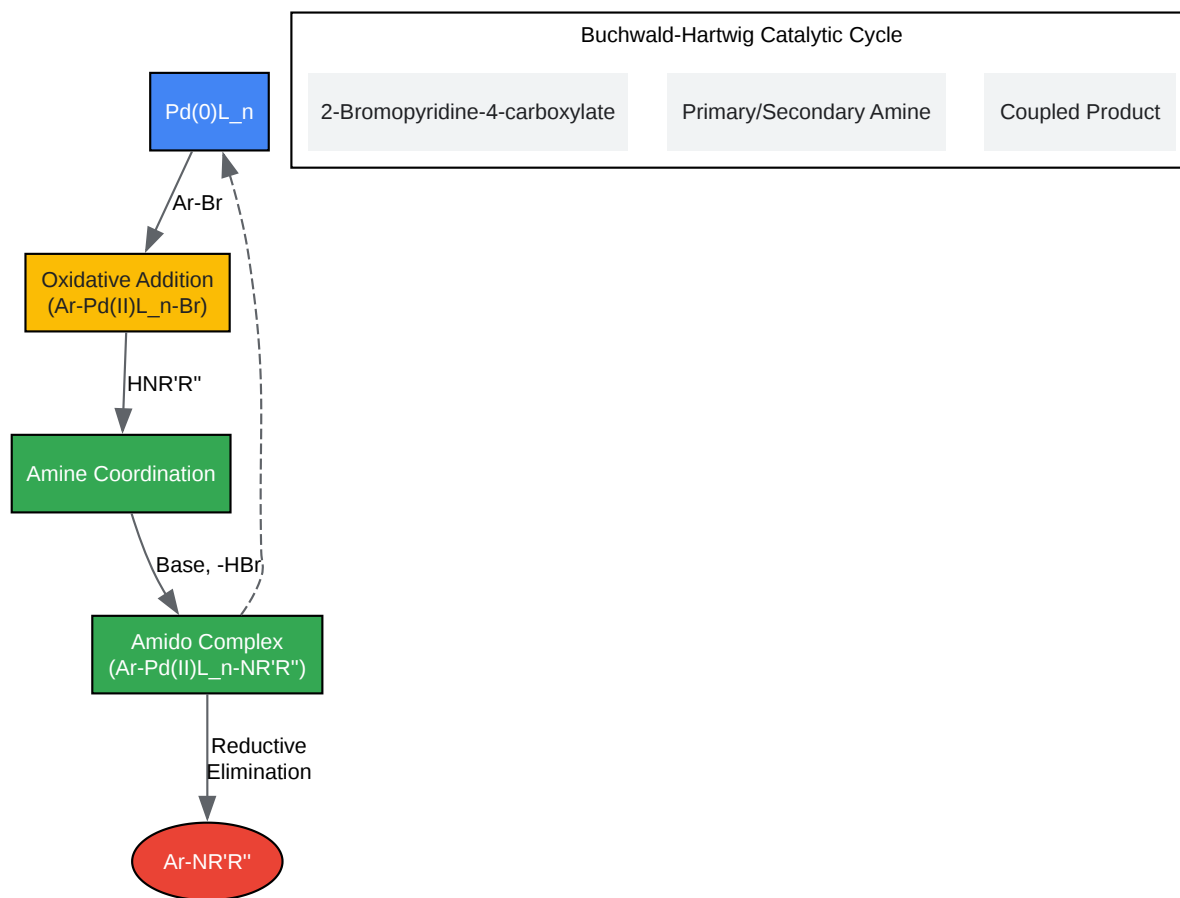 Buchwald-Hartwig Catalytic Cycle
2-Bromopyridine-4-carboxylate
Primary/Secondary Amine
Coupled Product
Pd(0)L_n
Ar-Br
Oxidative Addition
(Ar-Pd(II)L_n-Br)
HNR'R''
Amine Coordination
Base, -HBr
Amido Complex
(Ar-Pd(II)L_n-NR'R'')
Reductive
Elimination
Ar-NR'R''